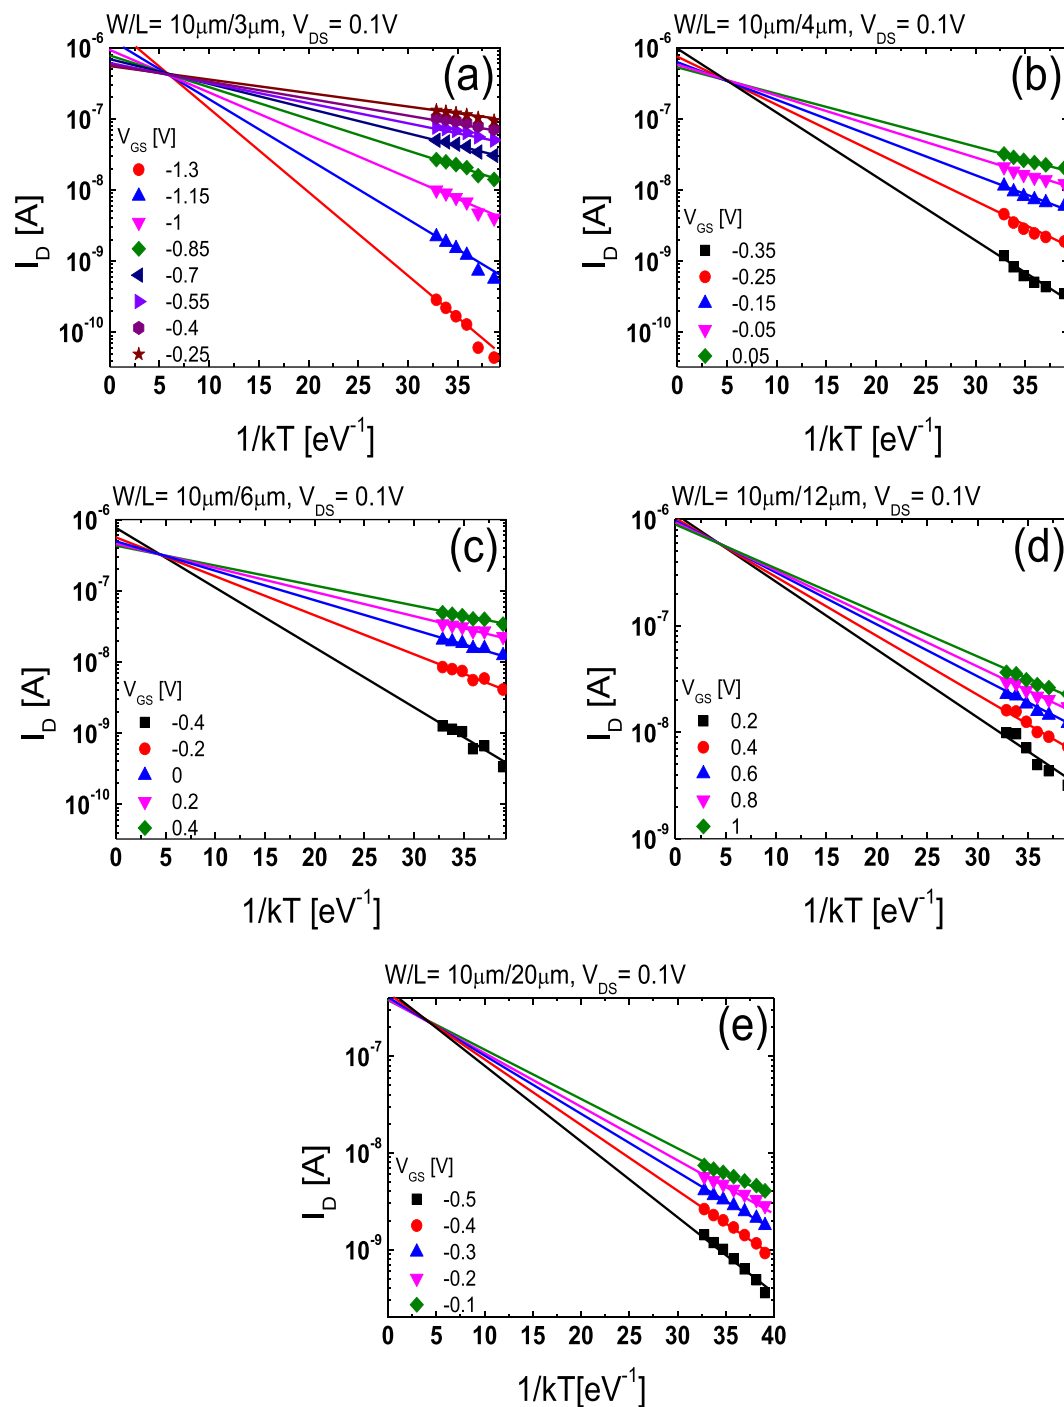 W/L= 10μm/3μm, V_DS= 0.1V
(a)
10^-6
10^-7
10^-8
10^-9
10^-10
I_D [A]
V_GS [V]
-1.3
-1.15
-1
-0.85
-0.7
-0.55
-0.4
-0.25
0 5 10 15 20 25 30 35
1/kT [eV^-1]
W/L= 10μm/4μm, V_DS= 0.1V
(b)
10^-6
10^-7
10^-8
10^-9
10^-10
I_D [A]
V_GS [V]
-0.35
-0.25
-0.15
-0.05
0.05
0 5 10 15 20 25 30 35
1/kT [eV^-1]
W/L= 10μm/6μm, V_DS= 0.1V
(c)
10^-6
10^-7
10^-8
10^-9
10^-10
I_D [A]
V_GS [V]
-0.4
-0.2
0
0.2
0.4
0 5 10 15 20 25 30 35
1/kT [eV^-1]
W/L= 10μm/12μm, V_DS= 0.1V
(d)
10^-6
10^-7
10^-8
10^-9
I_D [A]
V_GS [V]
0.2
0.4
0.6
0.8
1
0 5 10 15 20 25 30 35
1/kT [eV^-1]
W/L= 10μm/20μm, V_DS= 0.1V
(e)
10^-7
10^-8
10^-9
I_D [A]
V_GS [V]
-0.5
-0.4
-0.3
-0.2
-0.1
0 5 10 15 20 25 30 35 40
1/kT[eV^-1]